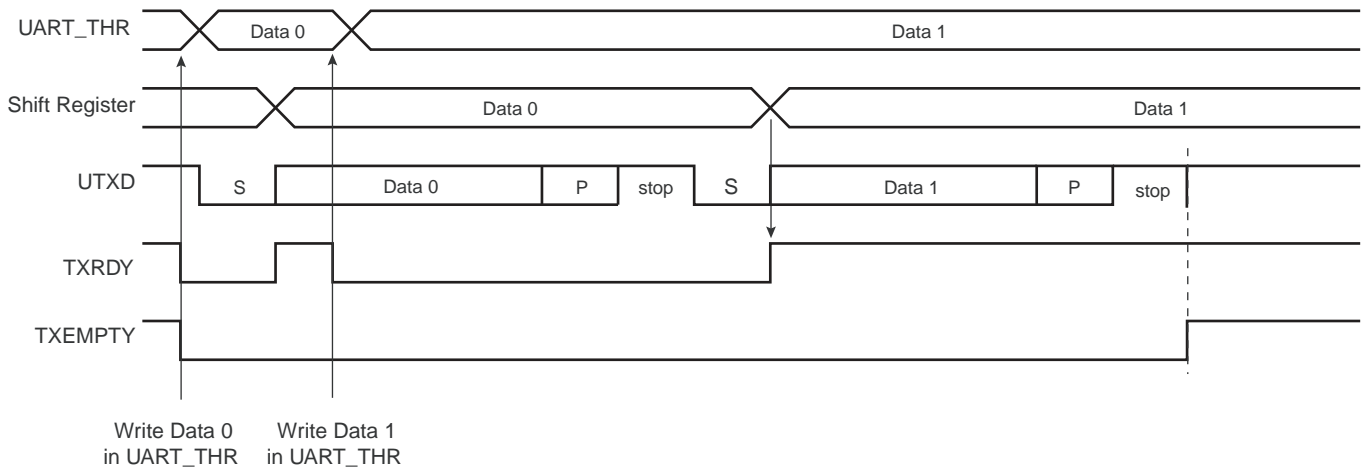 UART_THR
Data 0
Data 1
Shift Register
Data 0
Data 1
UTXD
S
Data 0
P
stop
S
Data 1
P
stop
TXRDY
TXEMPTY
Write Data 0
in UART_THR
Write Data 1
in UART_THR